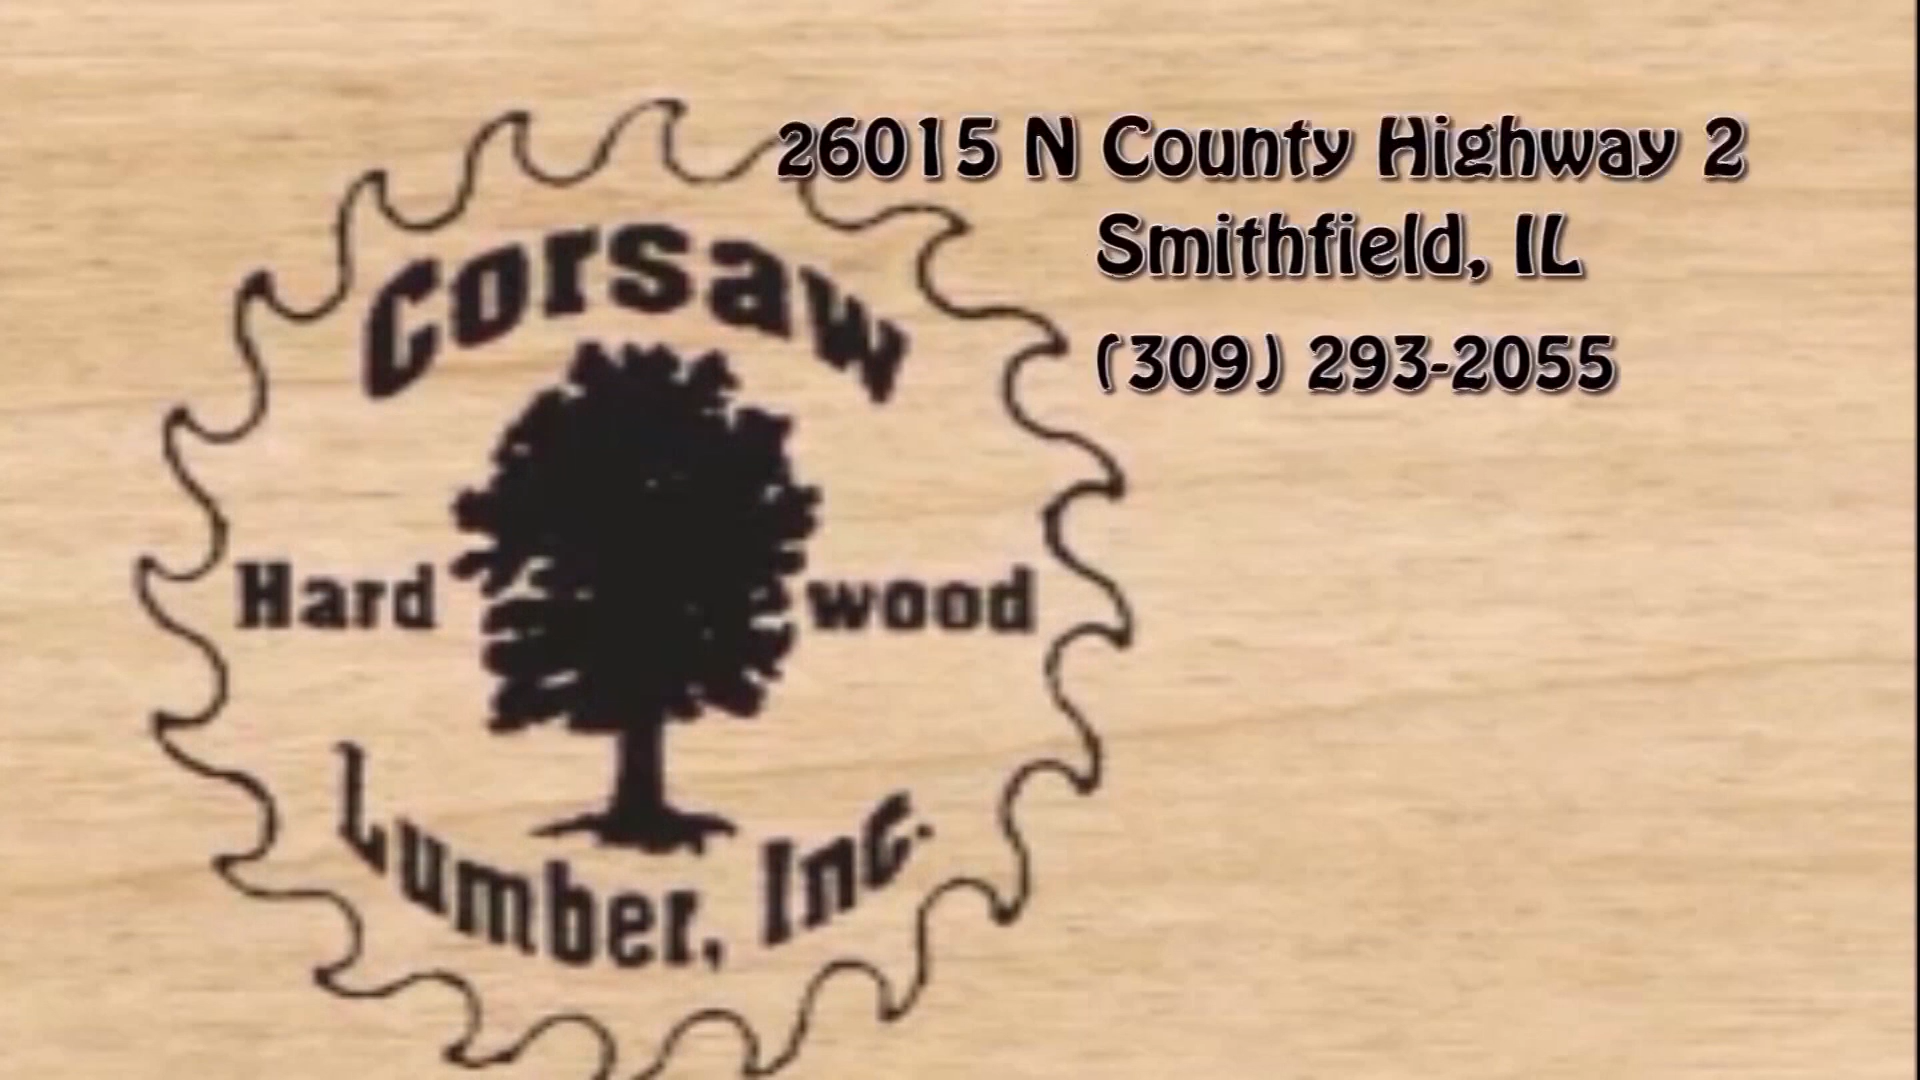 26015 N County Highway 2
Smithfield, IL
(309) 293-2055
Corsaw
Hard wood
Lumber, Inc.